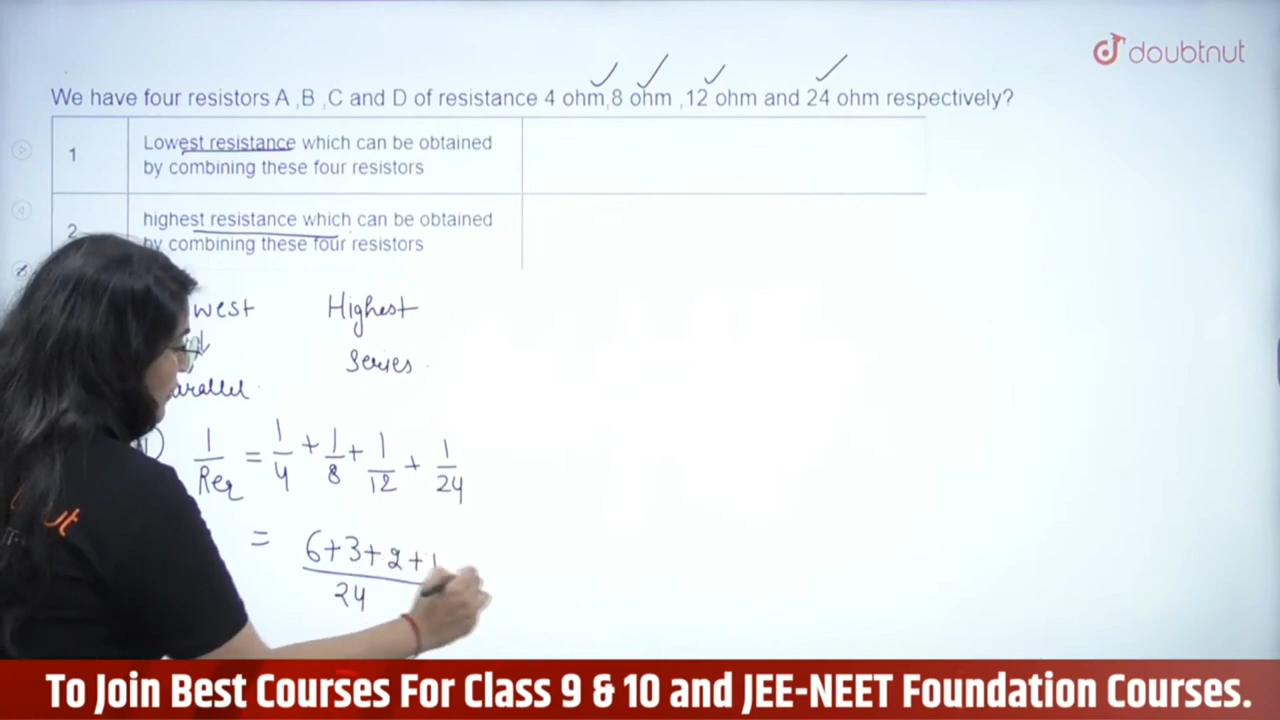 doubtnut
We have four resistors A ,B ,C and D of resistance 4 ohm,8 ohm ,12 ohm and 24 ohm respectively?
1
Lowest resistance which can be obtained
by combining these four resistors
2
highest resistance which can be obtained
by combining these four resistors
Highest
Series
1/Req = 1/4 + 1/8 + 1/12 + 1/24
= 6+3+2+1/24
To Join Best Courses For Class 9 & 10 and JEE-NEET Foundation Courses.